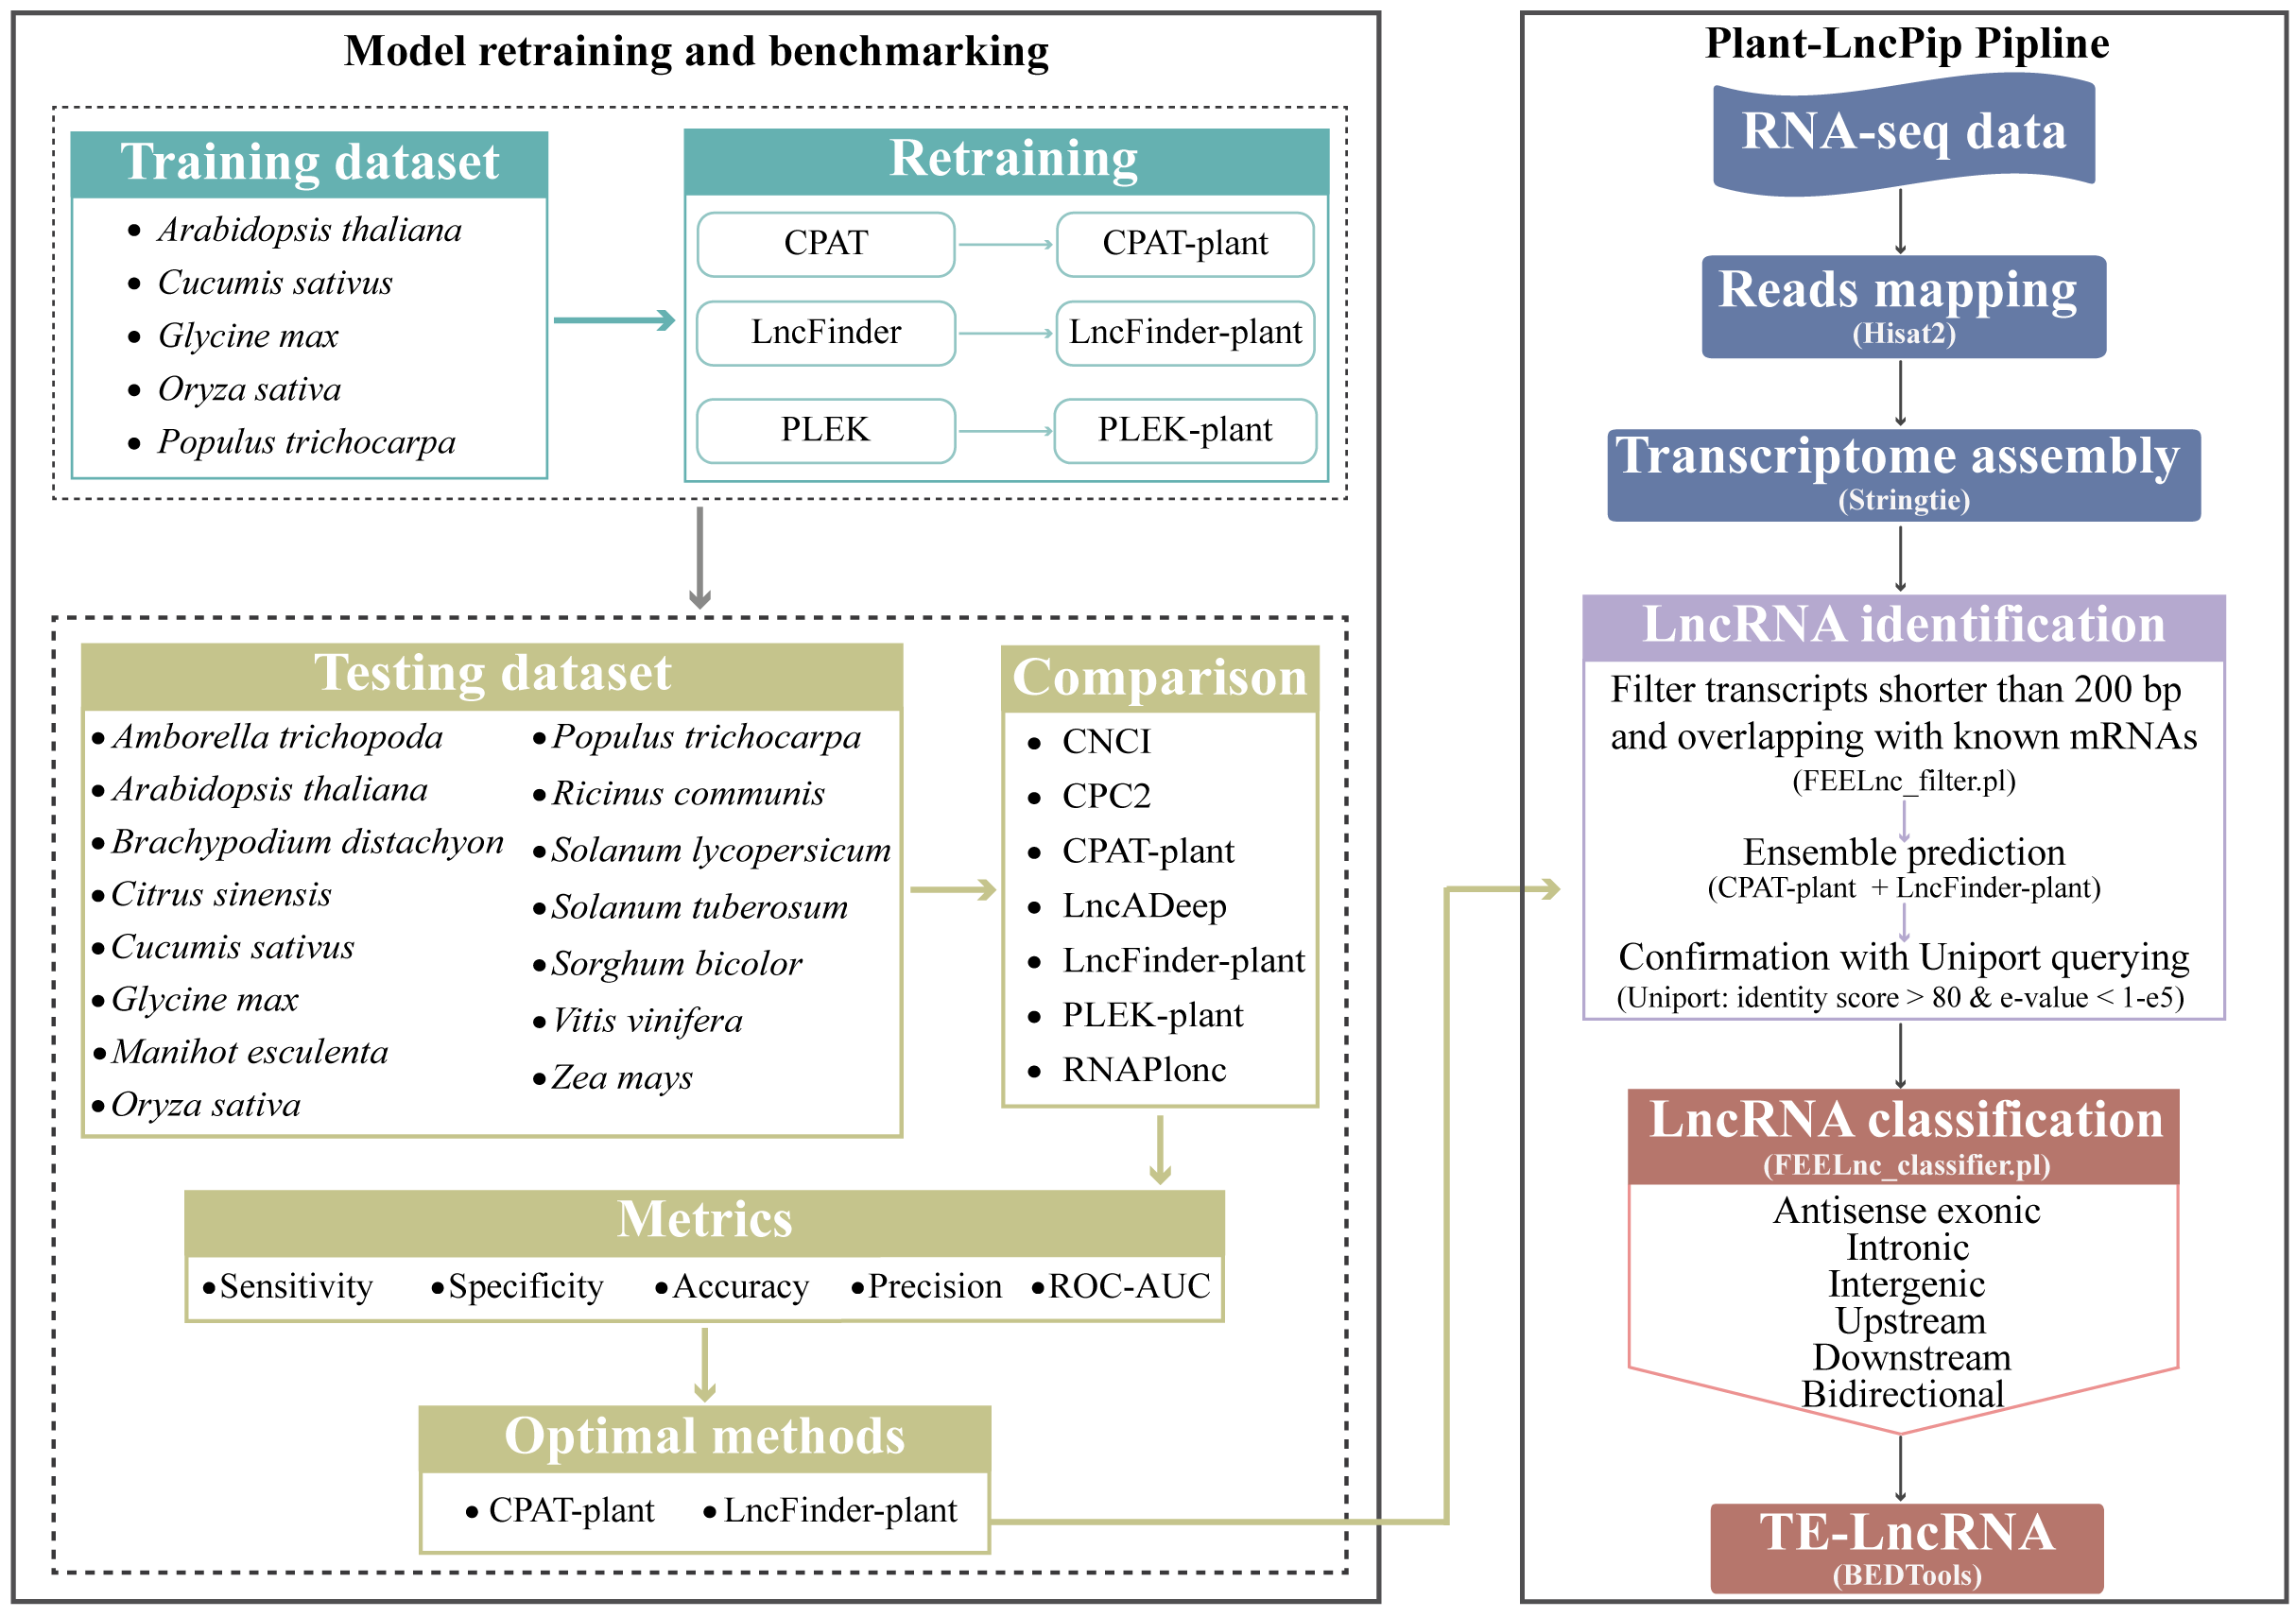 Model retraining and benchmarking
Training dataset
• Arabidopsis thaliana
• Cucumis sativus
• Glycine max
• Oryza sativa
• Populus trichocarpa
Retraining
CPAT
CPAT-plant
LncFinder
LncFinder-plant
PLEK
PLEK-plant
Testing dataset
• Amborella trichopoda
• Arabidopsis thaliana
• Brachypodium distachyon
• Citrus sinensis
• Cucumis sativus
• Glycine max
• Manihot esculenta
• Oryza sativa
• Populus trichocarpa
• Ricinus communis
• Solanum lycopersicum
• Solanum tuberosum
• Sorghum bicolor
• Vitis vinifera
• Zea mays
Comparison
• CNCI
• CPC2
• CPAT-plant
• LncADeep
• LncFinder-plant
• PLEK-plant
• RNAPlonc
Metrics
• Sensitivity • Specificity • Accuracy • Precision • ROC-AUC
Optimal methods
• CPAT-plant • LncFinder-plant
Plant-LncPip Pipline
RNA-seq data
Reads mapping
(Hisat2)
Transcriptome assembly
(Stringtie)
LncRNA identification
Filter transcripts shorter than 200 bp
and overlapping with known mRNAs
(FEELnc_filter.pl)
Ensemble prediction
(CPAT-plant + LncFinder-plant)
Confirmation with Uniport querying
(Uniport: identity score > 80 & e-value < 1-e5)
LncRNA classification
(FEELnc_classifier.pl)
Antisense exonic
Intronic
Intergenic
Upstream
Downstream
Bidirectional
TE-LncRNA
(BEDTools)